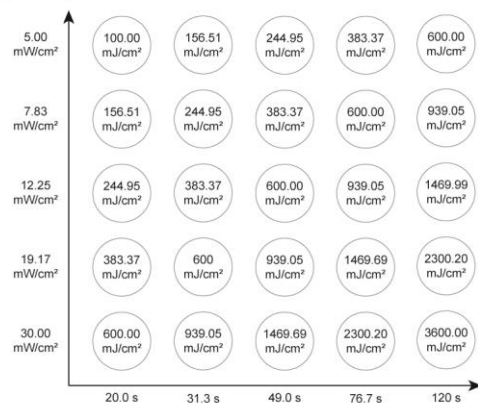 5.00
mW/cm²
100.00
mJ/cm²
156.51
mJ/cm²
244.95
mJ/cm²
383.37
mJ/cm²
600.00
mJ/cm²
7.83
mW/cm²
156.51
mJ/cm²
244.95
mJ/cm²
383.37
mJ/cm²
600.00
mJ/cm²
939.05
mJ/cm²
12.25
mW/cm²
244.95
mJ/cm²
383.37
mJ/cm²
600.00
mJ/cm²
939.05
mJ/cm²
1469.99
mJ/cm²
19.17
mW/cm²
383.37
mJ/cm²
600
mJ/cm²
939.05
mJ/cm²
1469.69
mJ/cm²
2300.20
mJ/cm²
30.00
mW/cm²
600.00
mJ/cm²
939.05
mJ/cm²
1469.69
mJ/cm²
2300.20
mJ/cm²
3600.00
mJ/cm²
20.0 s
31.3 s
49.0 s
76.7 s
120 s